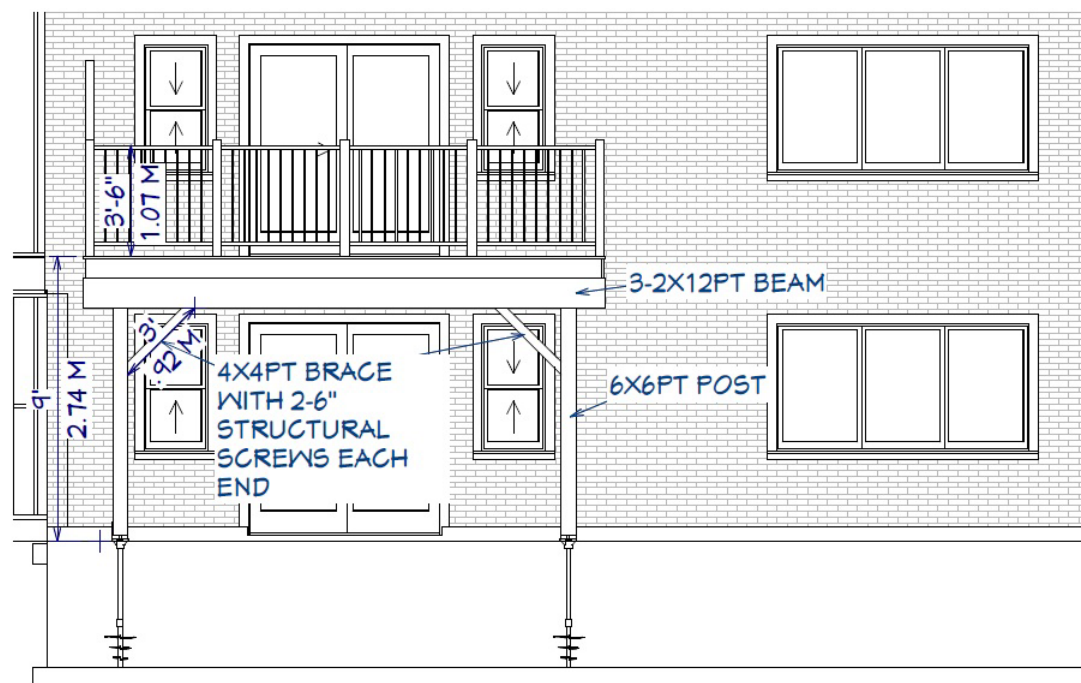 3'-6"
1.07 M
3-2X12PT BEAM
3'
.92 M
4X4PT BRACE
WITH 2-6"
STRUCTURAL
SCREWS EACH
END
6X6PT POST
9'
2.74 M